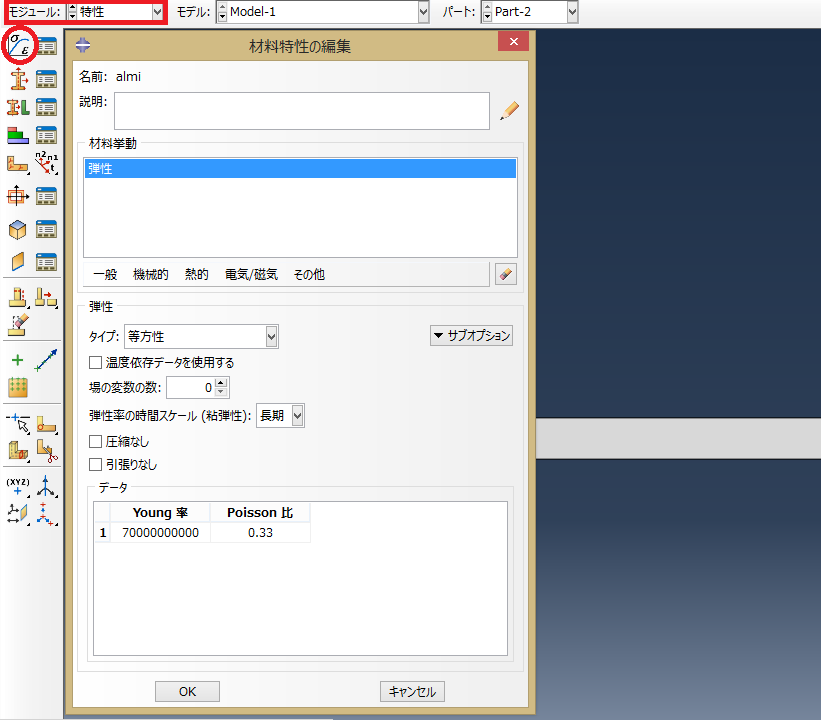 モジュール: 特性 モデル: Model-1 パート: Part-2
σ ε
材料特性の編集
名前: almi
説明:
材料挙動
弾性
n2 n1
t
一般 機械的 熱的 電気/磁気 その他
弾性
タイプ: 等方性 サブオプション
温度依存データを使用する
場の変数の数: 0
弾性率の時間スケール (粘弾性): 長期
圧縮なし
引張りなし
データ
(XYZ)
Young 率 Poisson 比
1 70000000000 0.33
OK キャンセル